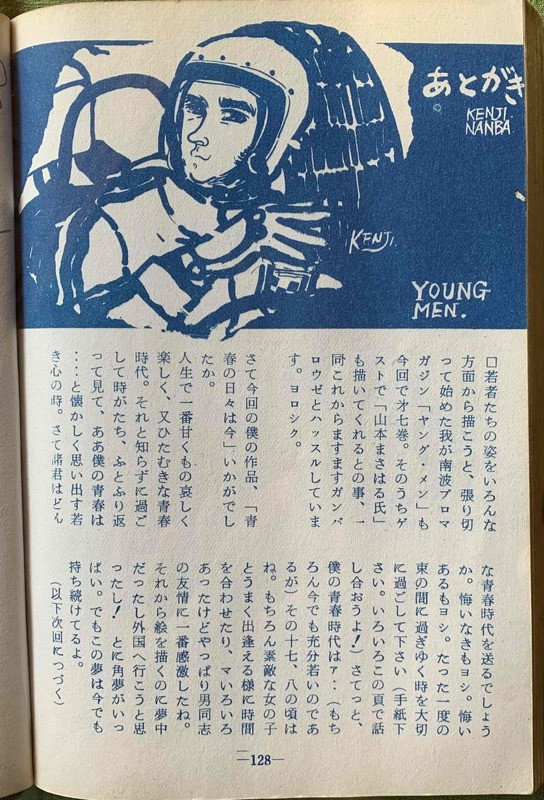 あとがき
KENJI
NANBA
KENJI.
YOUNG
MEN.
□若者たちの姿をいろんな
方面から描こうと、張り切
って始めた我が南波プロマ
ガジン「ヤング・メン」も
今回で才七巻。そのうちゲ
ストで「山本まさはる氏」
も描いてくれるとの事、一
同これからますますガンバ
ロウゼとハッスルしていま
す。ヨロシク。
さて今回の僕の作品、「青
春の日々は今」いかがでし
たか。
人生で一番甘くもの哀しく
楽しく、又ひたむきな青春
時代。それと知らずに過ご
して時がたち、ふとふり返
って見て、ああ僕の青春は
…と懐かしく思い出す若
き心の時。さて諸君はどん
な青春時代を送るでしょう
か。悔いなきもヨシ。悔い
あるもヨシ。たった一度の
束の間に過ぎゆく時を大切
に過ごして下さい（手紙下
さい。いろいろこの頁で話
し合おうよ！）さてっと、
僕の青春時代はァ‥（もち
ろん今でも充分若いのであ
るが）その十七、八の頃は
ね。もちろん素敵な女の子
とうまく出逢える様に時間
を合わせたり、マいろいろ
あったけどやっぱり男同志
の友情に一番感激したね。
それから絵を描くのに夢中
だったし外国へ行こうと思
ったし！とに角夢がいっ
ぱい。でもこの夢は今でも
持ち続けてるよ。
（以下次回につづく）
—128—